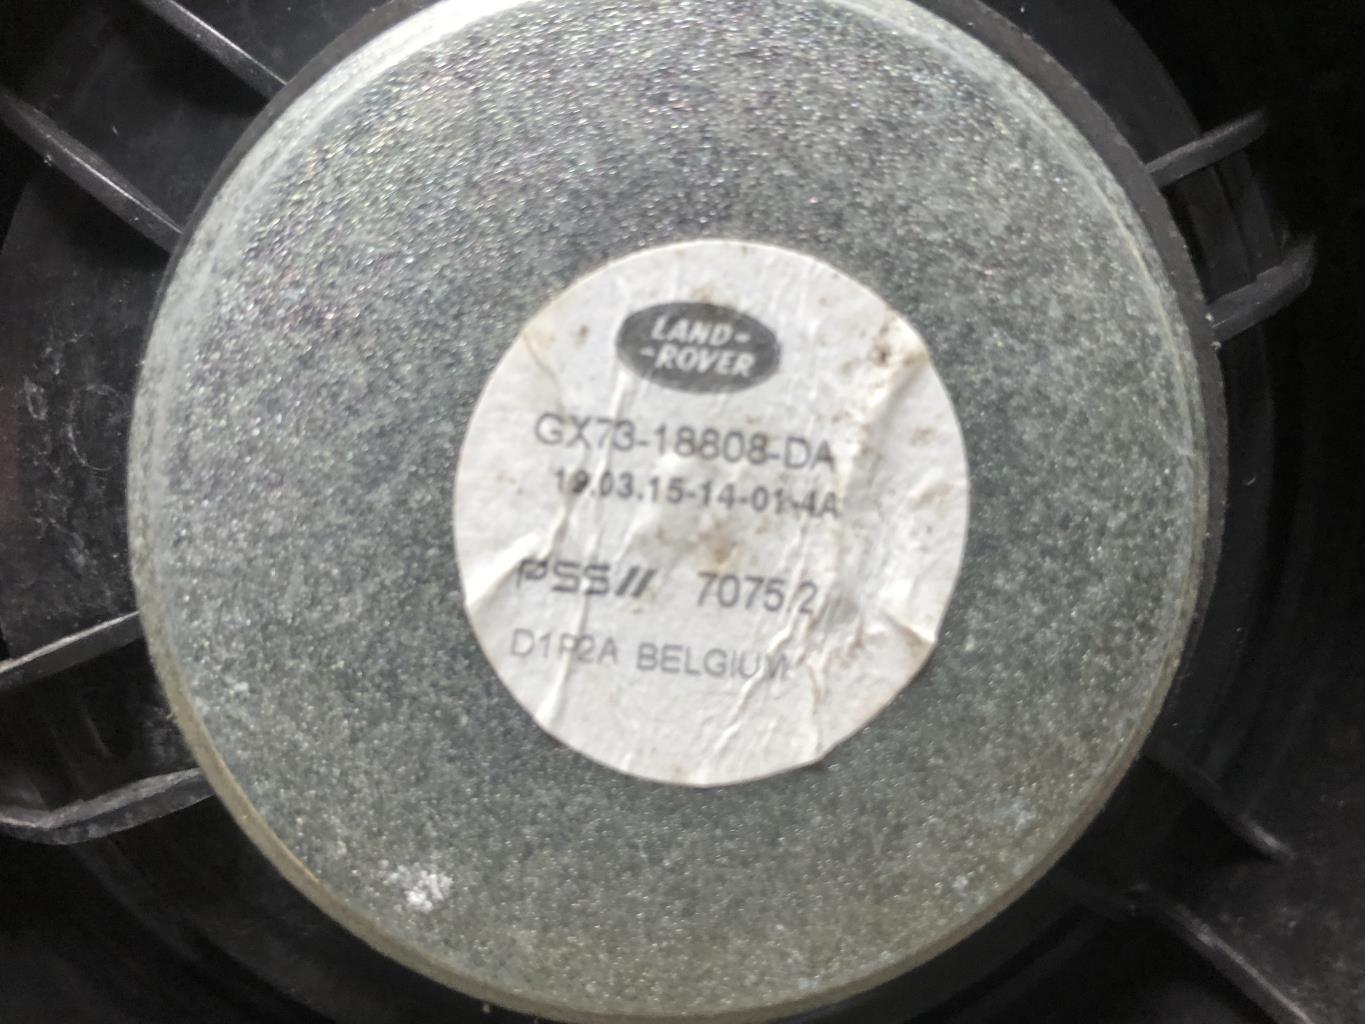 LAND-
-ROVER
GX73-18808-DA
19.03.15-14-01-4A
PSS// 7075/2
D1P2A BELGIUM